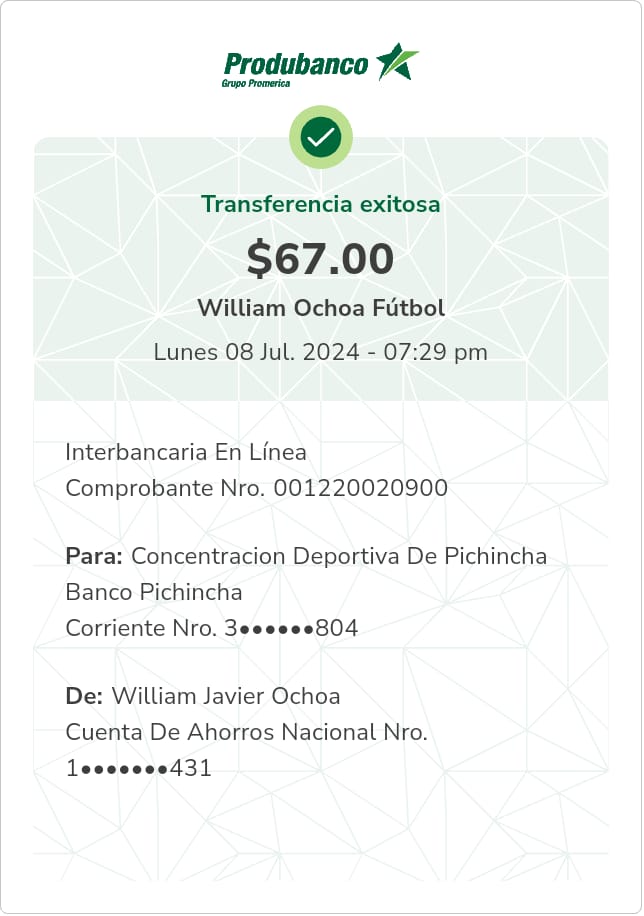 Produbanco
Grupo Promerica
Transferencia exitosa
$67.00
William Ochoa Fútbol
Lunes 08 Jul. 2024 - 07:29 pm
Interbancaria En Línea
Comprobante Nro. 001220020900
Para: Concentracion Deportiva De Pichincha
Banco Pichincha
Corriente Nro. 3••••••804
De: William Javier Ochoa
Cuenta De Ahorros Nacional Nro.
1•••••••431